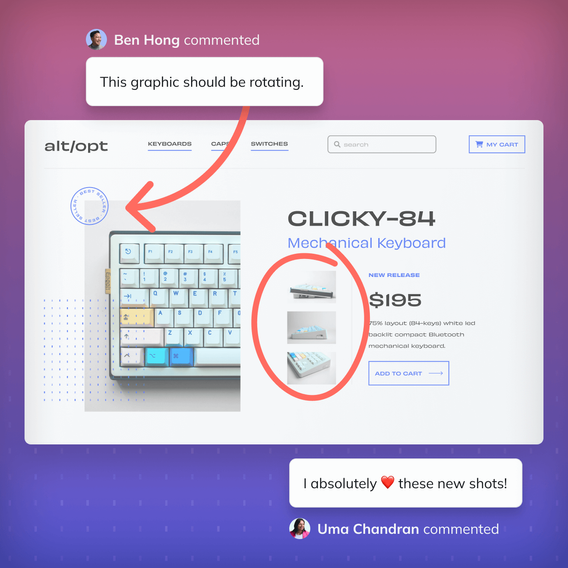 Ben Hong commented
This graphic should be rotating.
alt/opt
KEYBOARDS
SWITCHES
search
MY CART
BEST SELLER BEST SELLER
CLICKY-84
Mechanical Keyboard
NEW RELEASE
$195
75% layout (84-keys) white led
backlit compact. Bluetooth
mechanical keyboard.
ADD TO CART
Q W E R T
A S D F G
Z X C V
I absolutely ❤️ these new shots!
Uma Chandran commented